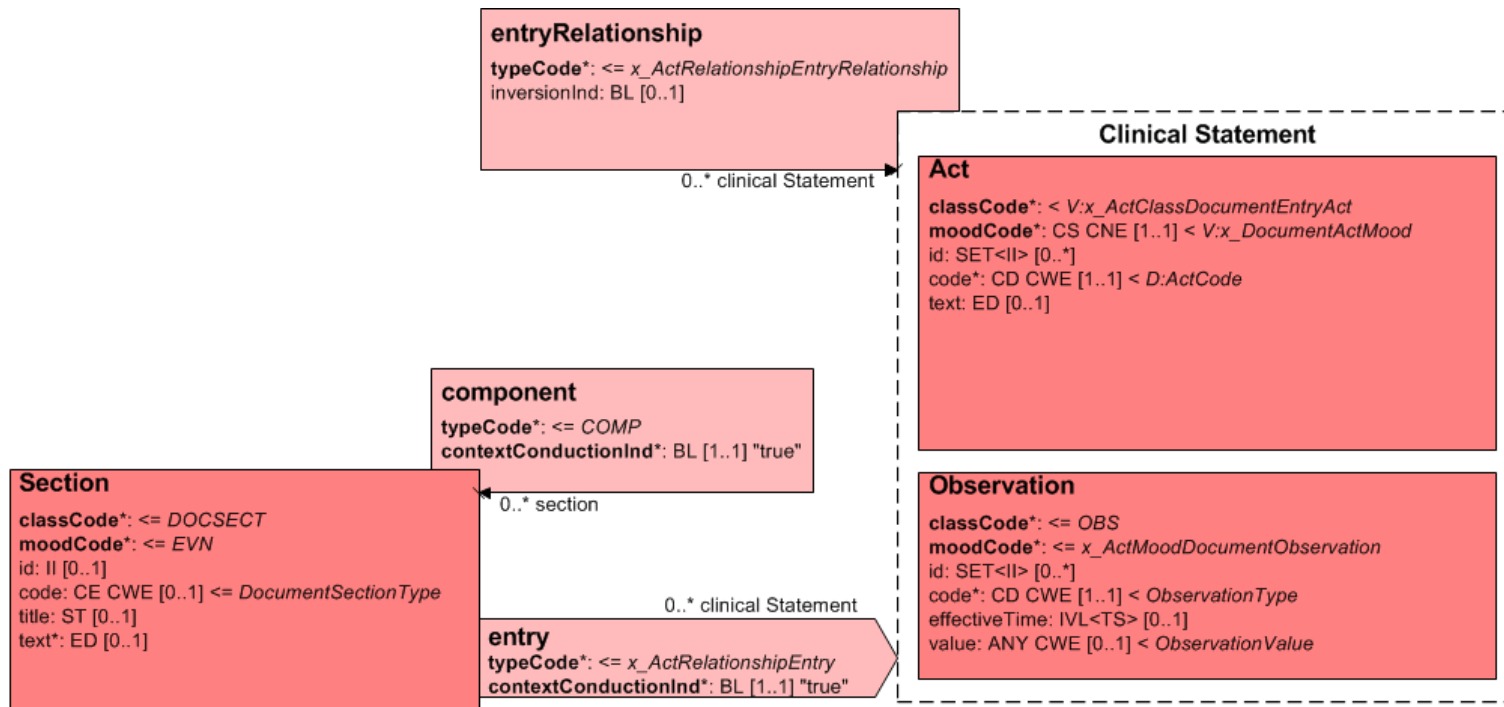 entryRelationship
typeCode*: <= x_ActRelationshipEntryRelationship
inversionInd: BL [0..1]
0..* clinical Statement
Clinical Statement
Act
classCode*: < V:x_ActClassDocumentEntryAct
moodCode*: CS CNE [1..1] < V:x_DocumentActMood
id: SET<II> [0..*]
code*: CD CWE [1..1] < D:ActCode
text: ED [0..1]
component
typeCode*: <= COMP
contextConductionInd*: BL [1..1] "true"
0..* section
Section
classCode*: <= DOCSECT
moodCode*: <= EVN
id: II [0..1]
code: CE CWE [0..1] <= DocumentSectionType
title: ST [0..1]
text*: ED [0..1]
0..* clinical Statement
entry
typeCode*: <= x_ActRelationshipEntry
contextConductionInd*: BL [1..1] "true"
Observation
classCode*: <= OBS
moodCode*: <= x_ActMoodDocumentObservation
id: SET<II> [0..*]
code*: CD CWE [1..1] < ObservationType
effectiveTime: IVL<TS> [0..1]
value: ANY CWE [0..1] < ObservationValue